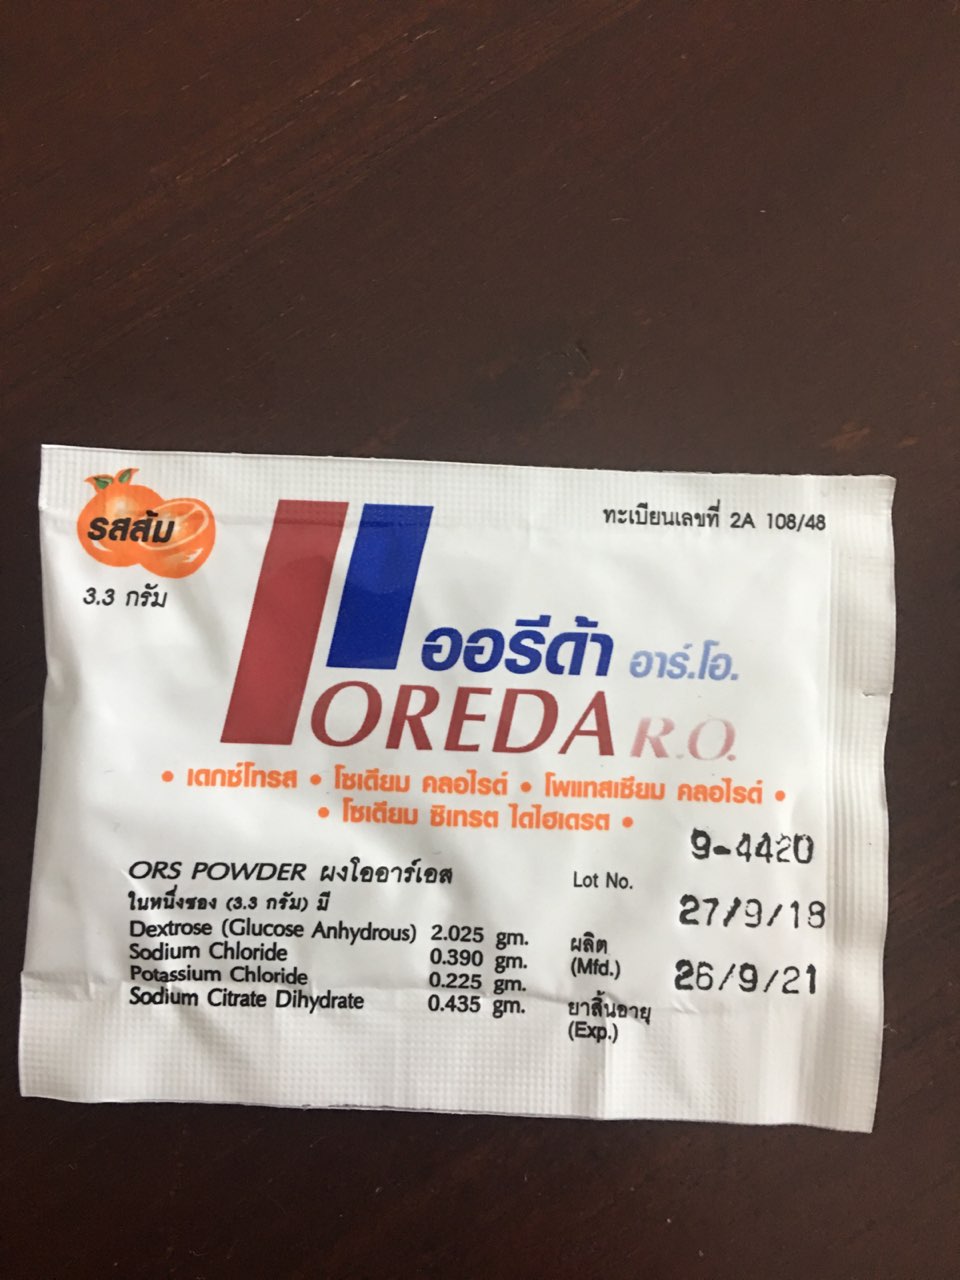 รสส้ม
3.3 กรัม
ทะเบียนเลขที่ 2A 108/48
ออรีด้า อาร์.โอ.
OREDA R.O.
• เดกซ์โทรส • โซเดียม คลอไรด์ • โพแทสเซียม คลอไรด์ •
• โซเดียม ซิเทรต ไดไฮเดรต •
ORS POWDER ผงโออาร์เอส
ในหนึ่งซอง (3.3 กรัม) มี
Dextrose (Glucose Anhydrous) 2.025 gm.
Sodium Chloride 0.390 gm.
Potassium Chloride 0.225 gm.
Sodium Citrate Dihydrate 0.435 gm.
9-4420
Lot No.
27/9/18
ผลิต
(Mfd.)
26/9/21
ยาสิ้นอายุ
(Exp.)